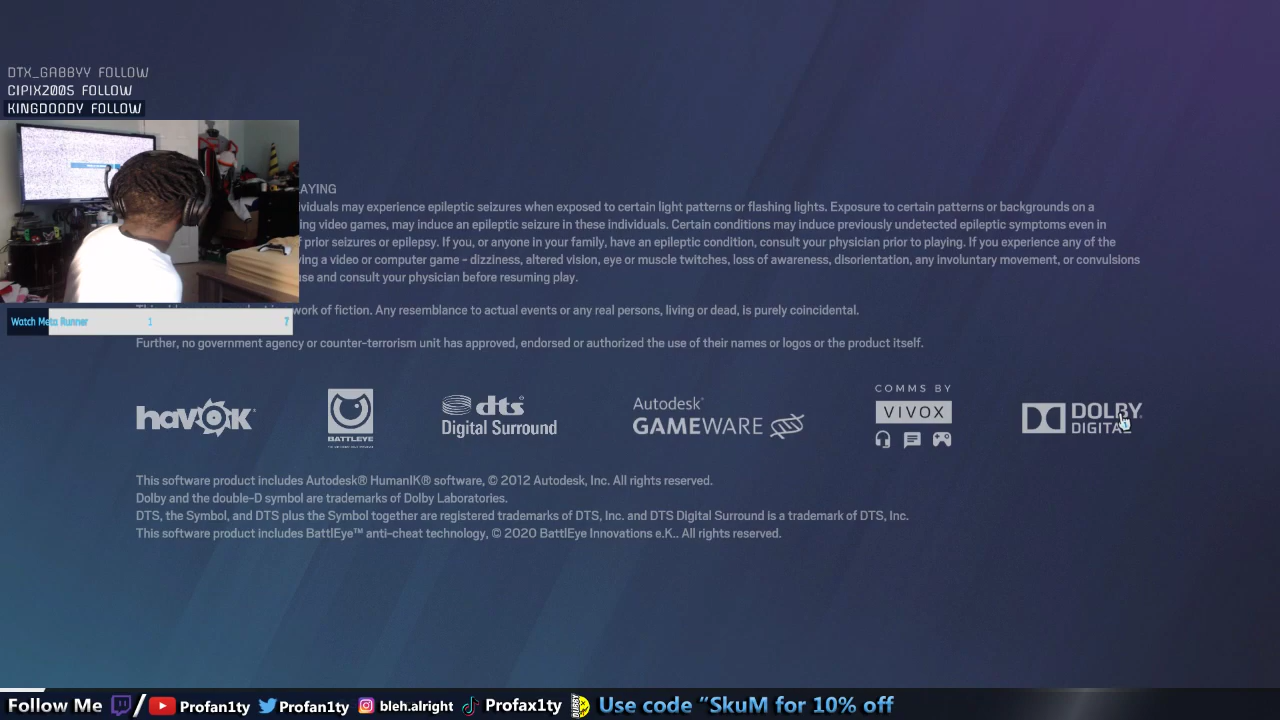 DTX_GABBYY FOLLOW
CIPIX200S FOLLOW
KINGDOODY FOLLOW
AYING
ividuals may experience epileptic seizures when exposed to certain light patterns or flashing lights. Exposure to certain patterns or backgrounds on a
ing video games, may induce an epileptic seizure in these individuals. Certain conditions may induce previously undetected epileptic symptoms even in
f prior seizures or epilepsy. If you, or anyone in your family, have an epileptic condition, consult your physician prior to playing. If you experience any of the
ying a video or computer game - dizziness, altered vision, eye or muscle twitches, loss of awareness, disorientation, any involuntary movement, or convulsions
use and consult your physician before resuming play.
work of fiction. Any resemblance to actual events or any real persons, living or dead, is purely coincidental.
Watch Meta Runner 1 7
Further, no government agency or counter-terrorism unit has approved, endorsed or authorized the use of their names or logos or the product itself.
havok
BATTLEYE
dts Digital Surround
Autodesk GAMEWARE
COMMS BY VIVOX
DOLBY DIGITAL
This software product includes Autodesk® HumanIK® software, © 2012 Autodesk, Inc. All rights reserved.
Dolby and the double-D symbol are trademarks of Dolby Laboratories.
DTS, the Symbol, and DTS plus the Symbol together are registered trademarks of DTS, Inc. and DTS Digital Surround is a trademark of DTS, Inc.
This software product includes BattlEye™ anti-cheat technology, © 2020 BattlEye Innovations e.K.. All rights reserved.
Follow Me / Profan1ty Profan1ty bleh.alright Profax1ty Use code "SkuM for 10% off